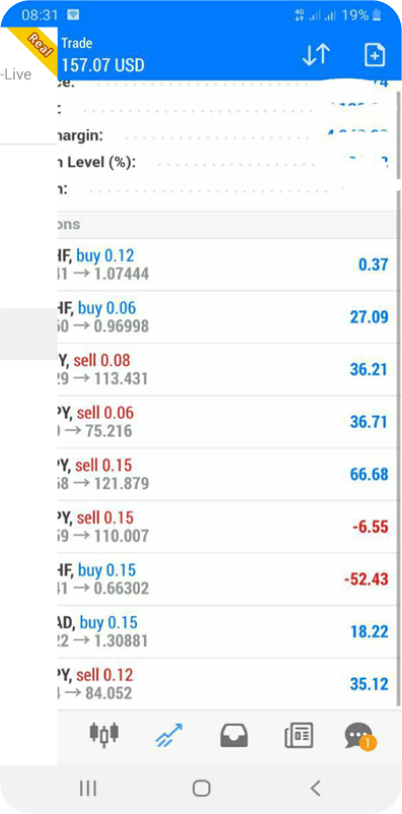 08:31
4G
19%
Real
-Live
Trade
157.07 USD
margin:
Level (%):
HF, buy 0.12
0.37
→ 1.07444
HF, buy 0.06
27.09
→ 0.96998
Y, sell 0.08
36.21
29 → 113.431
PY, sell 0.06
36.71
→ 75.216
PY, sell 0.15
66.68
58 → 121.879
PY, sell 0.15
-6.55
59 → 110.007
HF, buy 0.15
-52.43
→ 0.66302
AD, buy 0.15
18.22
22 → 1.30881
PY, sell 0.12
35.12
→ 84.052
1